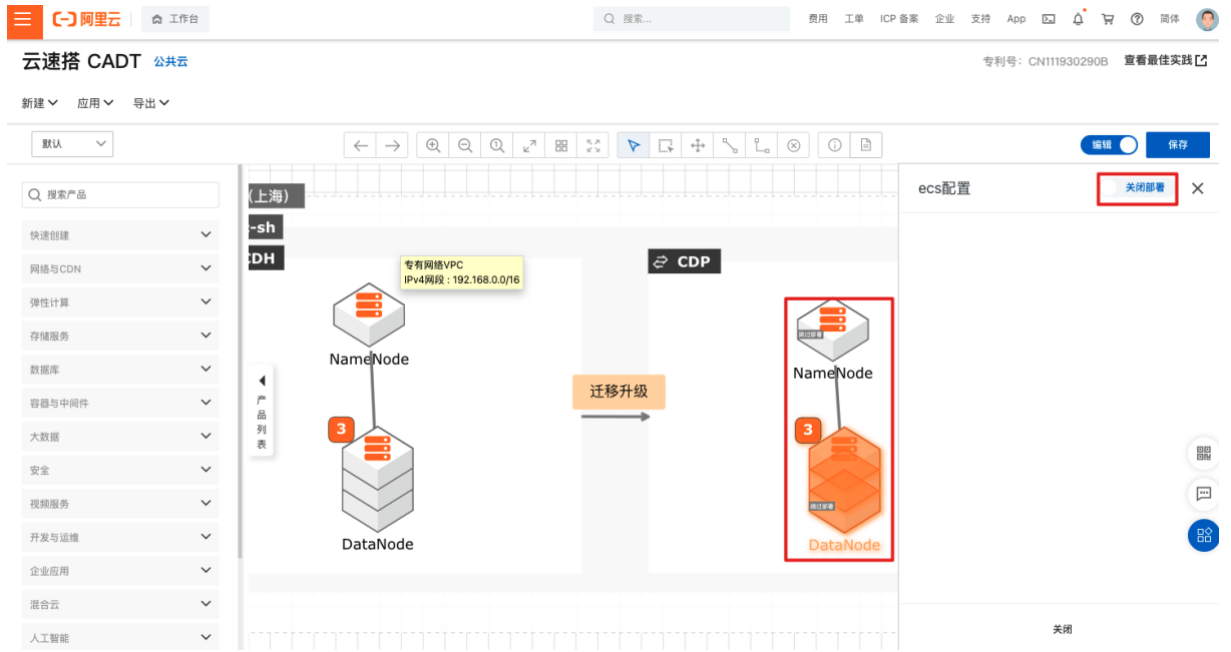 阿里云
工作台
搜索...
费用 工单 ICP 备案 企业 支持 App 简体
云速搭 CADT 公共云
专利号：CN111930290B 查看最佳实践
新建 应用 导出
默认
编辑
保存
搜索产品
快速创建
网络与CDN
弹性计算
存储服务
数据库
容器与中间件
大数据
安全
视频服务
开发与运维
企业应用
混合云
人工智能
产品列表
(上海)
-sh
CDH
专有网络VPC
IPv4网段：192.168.0.0/16
NameNode
3
DataNode
迁移升级
CDP
跳过部署
NameNode
3
跳过部署
DataNode
ecs配置
关闭部署
关闭